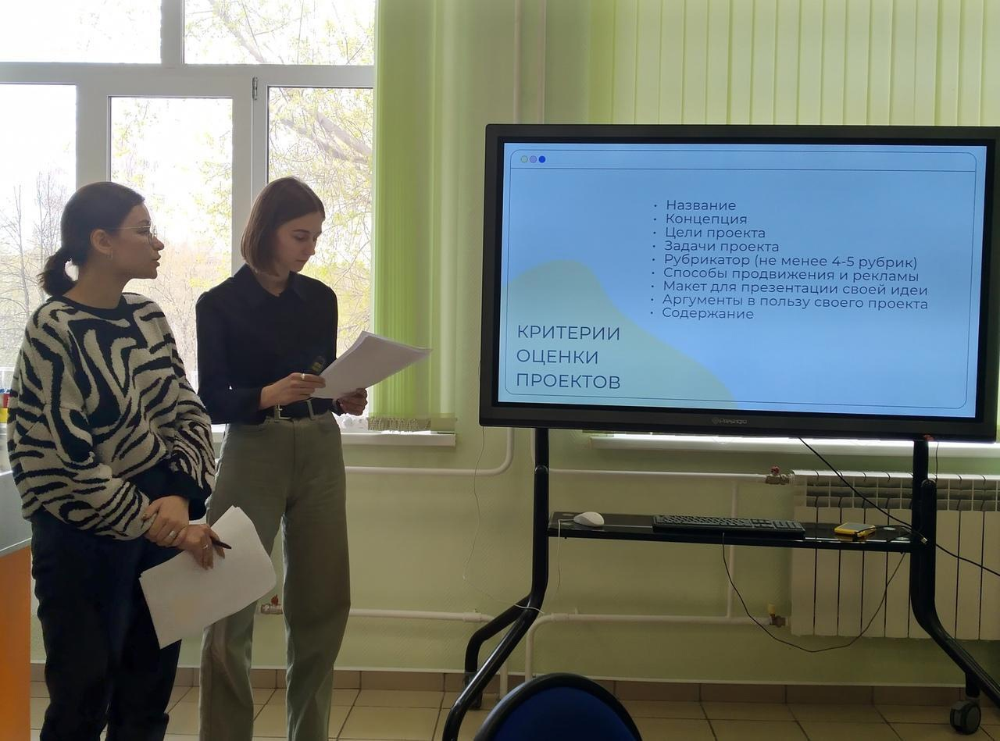 • Название
• Концепция
• Цели проекта
• Задачи проекта
• Рубрикатор (не менее 4-5 рубрик)
• Способы продвижения и рекламы
• Макет для презентации своей идеи
• Аргументы в пользу своего проекта
• Содержание
КРИТЕРИИ
ОЦЕНКИ
ПРОЕКТОВ
Prestigio